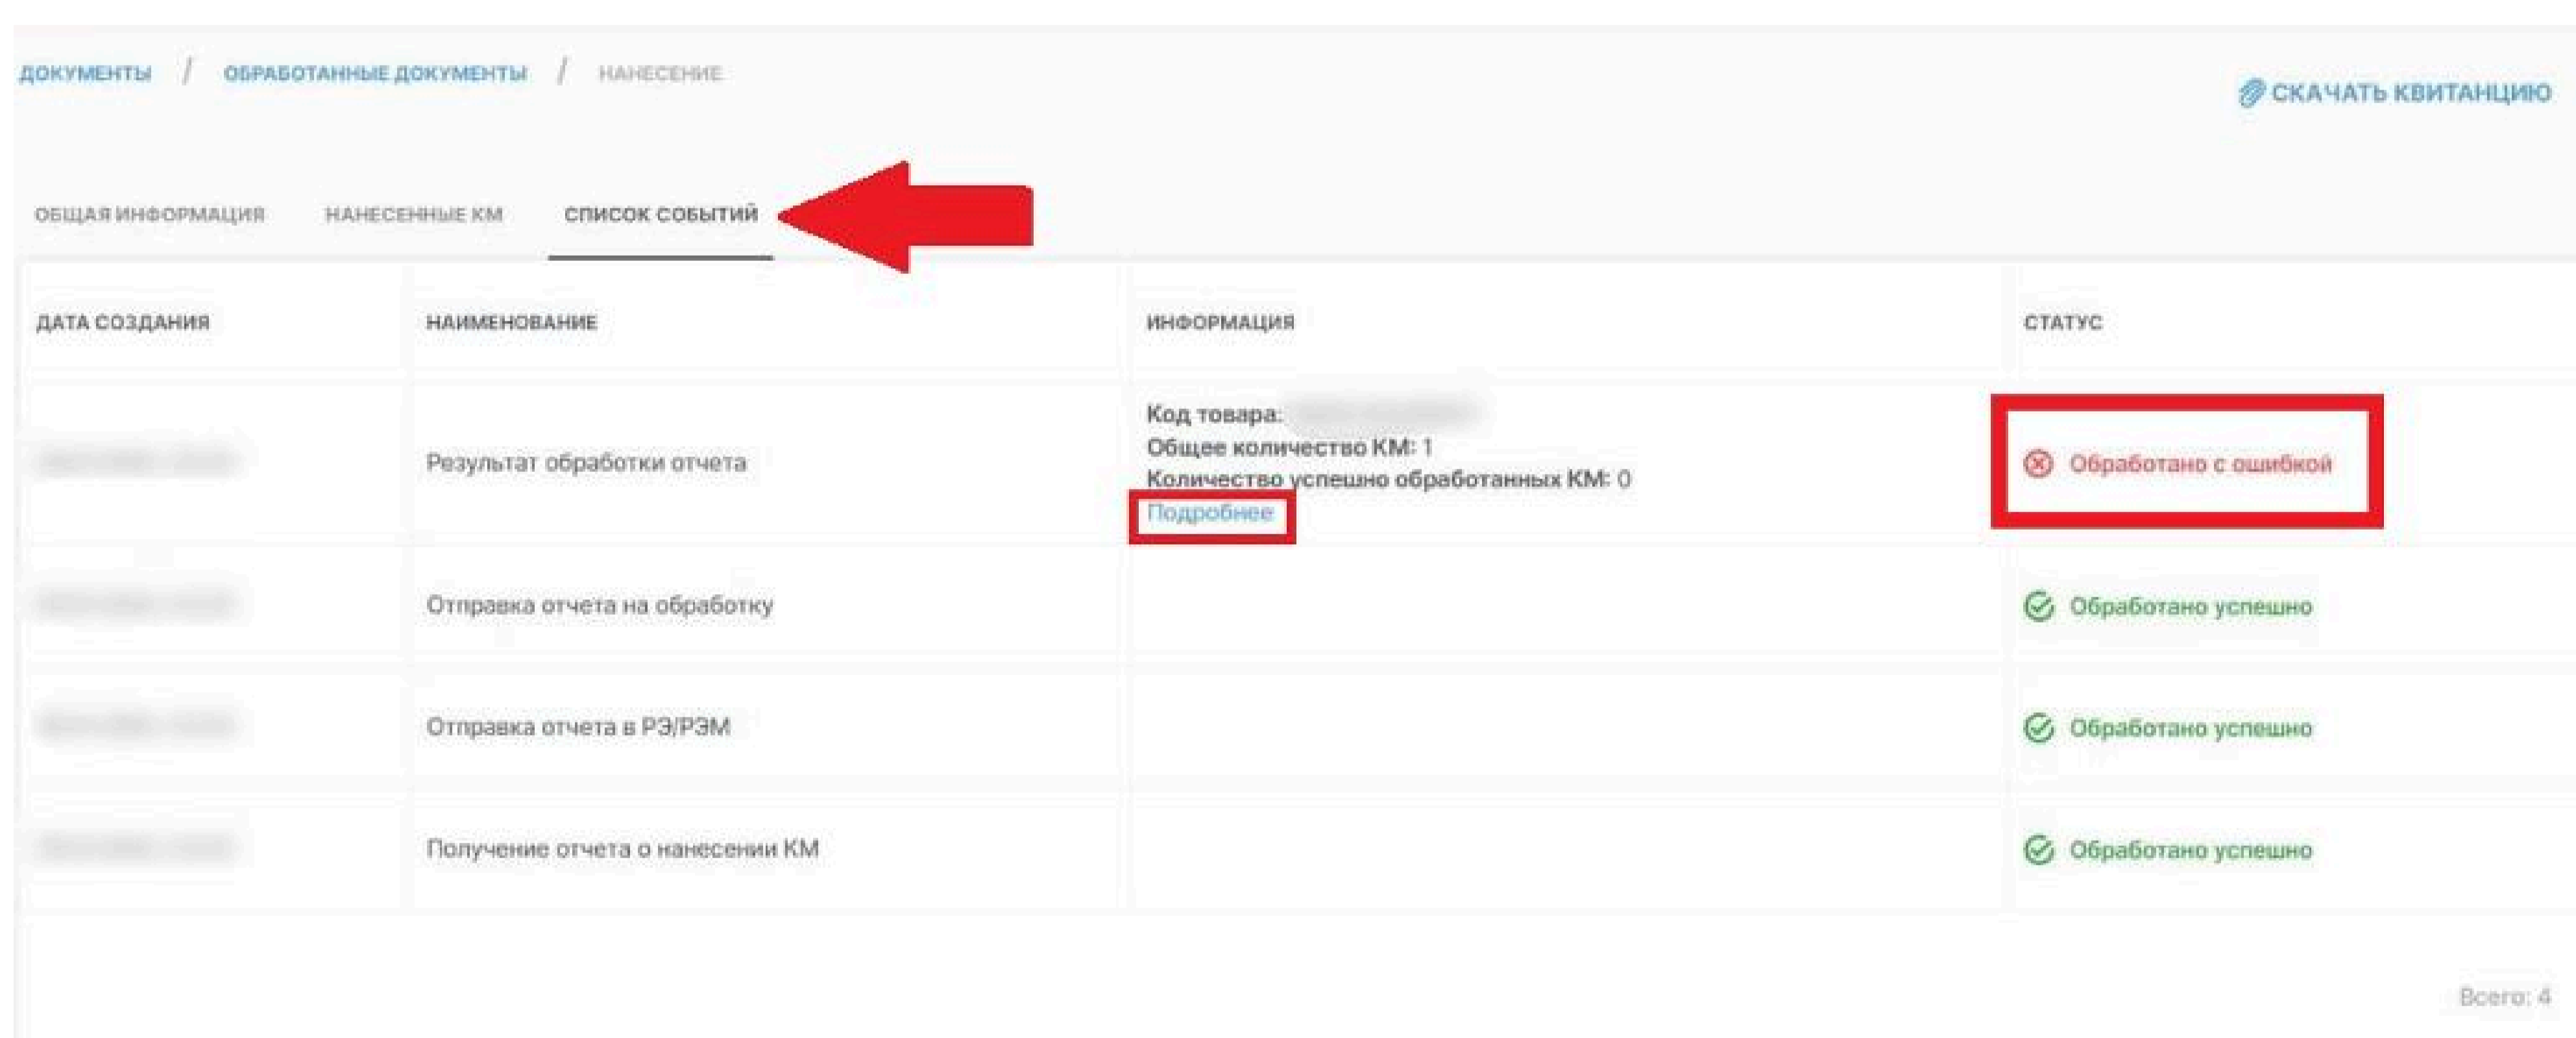 ДОКУМЕНТЫ / ОБРАБОТАННЫЕ ДОКУМЕНТЫ / НАНЕСЕНИЕ
СКАЧАТЬ КВИТАНЦИЮ
ОБЩАЯ ИНФОРМАЦИЯ НАНЕСЕННЫЕ КМ СПИСОК СОБЫТИЙ
ДАТА СОЗДАНИЯ НАИМЕНОВАНИЕ ИНФОРМАЦИЯ СТАТУС
Код товара:
Общее количество КМ: 1
Результат обработки отчета
Количество успешно обработанных КМ: 0
Подробнее
Обработано с ошибкой
Отправка отчета на обработку Обработано успешно
Отправка отчета в РЭ/РЭМ Обработано успешно
Получение отчета о нанесении КМ Обработано успешно
Всего: 4